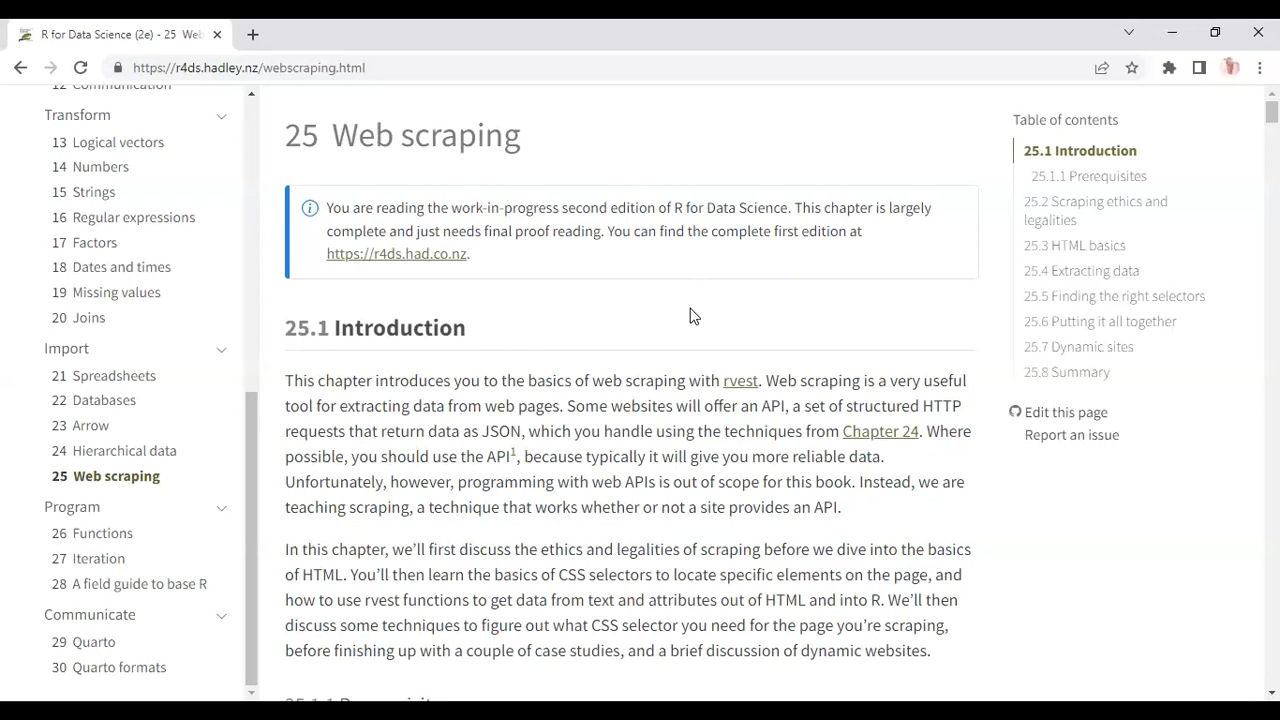 R for Data Science (2e) - 25 Web
https://r4ds.hadley.nz/webscraping.html
12 Communication
Transform
13 Logical vectors
14 Numbers
15 Strings
16 Regular expressions
17 Factors
18 Dates and times
19 Missing values
20 Joins
Import
21 Spreadsheets
22 Databases
23 Arrow
24 Hierarchical data
25 Web scraping
Program
26 Functions
27 Iteration
28 A field guide to base R
Communicate
29 Quarto
30 Quarto formats
25 Web scraping
You are reading the work-in-progress second edition of R for Data Science. This chapter is largely
complete and just needs final proof reading. You can find the complete first edition at
https://r4ds.had.co.nz.
25.1 Introduction
This chapter introduces you to the basics of web scraping with rvest. Web scraping is a very useful
tool for extracting data from web pages. Some websites will offer an API, a set of structured HTTP
requests that return data as JSON, which you handle using the techniques from Chapter 24. Where
possible, you should use the API1, because typically it will give you more reliable data.
Unfortunately, however, programming with web APIs is out of scope for this book. Instead, we are
teaching scraping, a technique that works whether or not a site provides an API.
In this chapter, we’ll first discuss the ethics and legalities of scraping before we dive into the basics
of HTML. You’ll then learn the basics of CSS selectors to locate specific elements on the page, and
how to use rvest functions to get data from text and attributes out of HTML and into R. We’ll then
discuss some techniques to figure out what CSS selector you need for the page you’re scraping,
before finishing up with a couple of case studies, and a brief discussion of dynamic websites.
Table of contents
25.1 Introduction
25.1.1 Prerequisites
25.2 Scraping ethics and
legalities
25.3 HTML basics
25.4 Extracting data
25.5 Finding the right selectors
25.6 Putting it all together
25.7 Dynamic sites
25.8 Summary
Edit this page
Report an issue